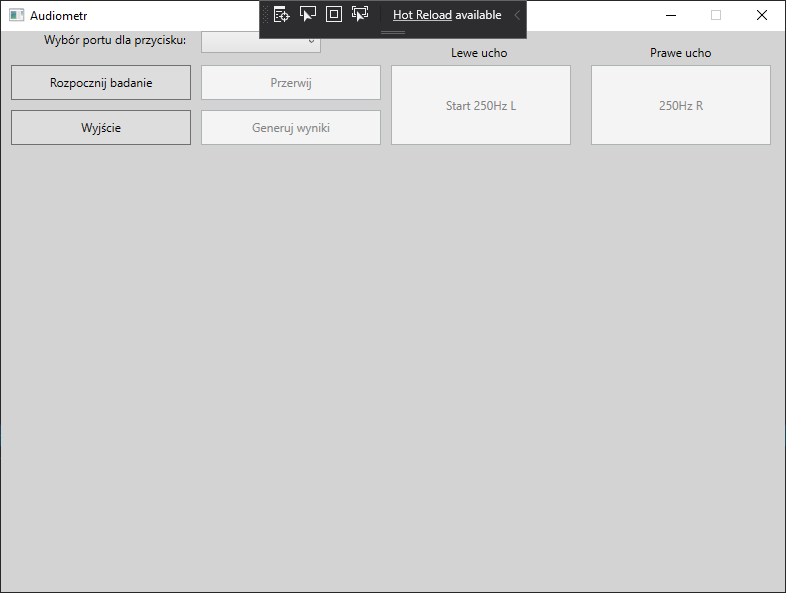 Audiometr
Hot Reload available
Wybór portu dla przycisku:
Lewe ucho
Prawe ucho
Rozpocznij badanie
Przerwij
Start 250Hz L
250Hz R
Wyjście
Generuj wyniki